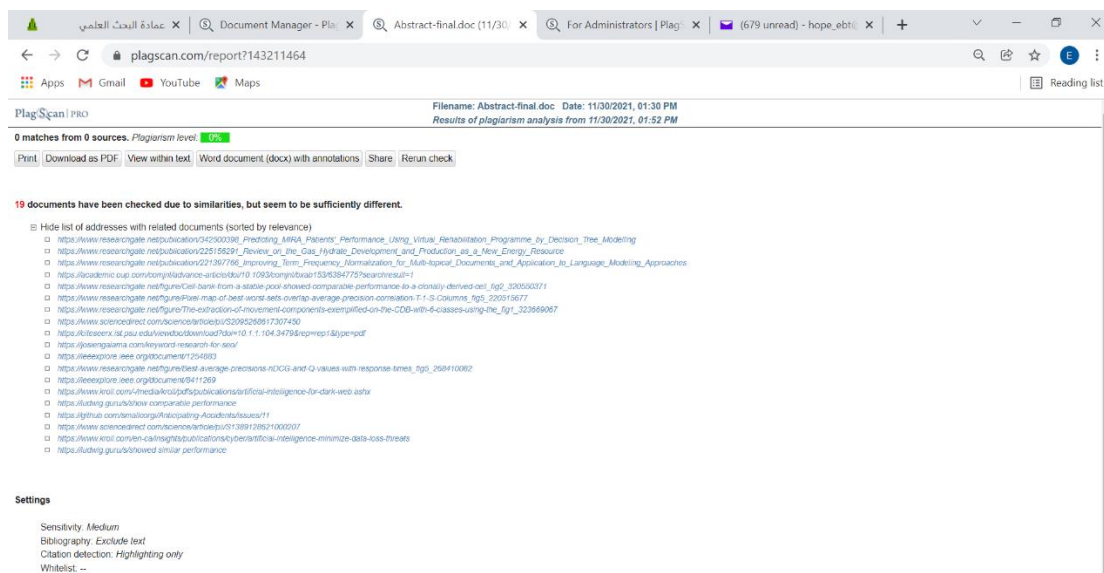 عمادة البحث العلمي
Document Manager - Pla
Abstract-final.doc (11/30/
For Administrators | Plag
(679 unread) - hope_ebt@
plagscan.com/report?143211464
E
Apps Gmail YouTube Maps Reading list
PlagScan | PRO
Filename: Abstract-final.doc Date: 11/30/2021, 01:30 PM
Results of plagiarism analysis from 11/30/2021, 01:52 PM
0 matches from 0 sources. Plagiarism level: 0%
Print Download as PDF View within text Word document (docx) with annotations Share Rerun check
19 documents have been checked due to similarities, but seem to be sufficiently different.
Hide list of addresses with related documents (sorted by relevance)
https://www.researchgate.net/publication/342500398_Predicting_MIRA_Patients'_Performance_Using_Virtual_Rehabilitation_Programme_by_Decision_Tree_Modelling
https://www.researchgate.net/publication/225156291_Review_on_the_Gas_Hydrate_Development_and_Production_as_a_New_Energy_Resource
https://www.researchgate.net/publication/221397766_Improving_Term_Frequency_Normalization_for_Multi-topical_Documents_and_Application_to_Language_Modeling_Approaches
https://academic.oup.com/comjnl/advance-article/doi/10.1093/comjnl/bxab153/6384775?searchresult=1
https://www.researchgate.net/figure/Cell-bank-from-a-stable-pool-showed-comparable-performance-to-a-clonally-derived-cell_fig2_320550371
https://www.researchgate.net/figure/Pixel-map-of-best-worst-sets-overlap-average-precision-correlation-T-1-S-Columns_fig5_220515677
https://www.researchgate.net/figure/The-extraction-of-movement-components-exemplified-on-the-CDB-with-6-classes-using-the_fig1_323669067
https://www.sciencedirect.com/science/article/pii/S2095268617307450
https://citeseerx.ist.psu.edu/viewdoc/download?doi=10.1.1.104.3479&rep=rep1&type=pdf
https://josiengalama.com/keyword-research-for-seo/
https://ieeexplore.ieee.org/document/1254663
https://www.researchgate.net/figure/Best-average-precisions-nDCG-and-Q-values-with-response-times_fig5_268410062
https://ieeexplore.ieee.org/document/8411269
https://www.kroll.com/-/media/kroll/pdfs/publications/artificial-intelligence-for-dark-web.ashx
https://ludwig.guru/s/show comparable performance
https://github.com/smallcorgi/Anticipating-Accidents/issues/11
https://www.sciencedirect.com/science/article/pii/S1389128621000207
https://www.kroll.com/en-ca/insights/publications/cyber/artificial-intelligence-minimize-data-loss-threats
https://ludwig.guru/s/showed similar performance
Settings
Sensitivity: Medium
Bibliography: Exclude text
Citation detection: Highlighting only
Whitelist: --